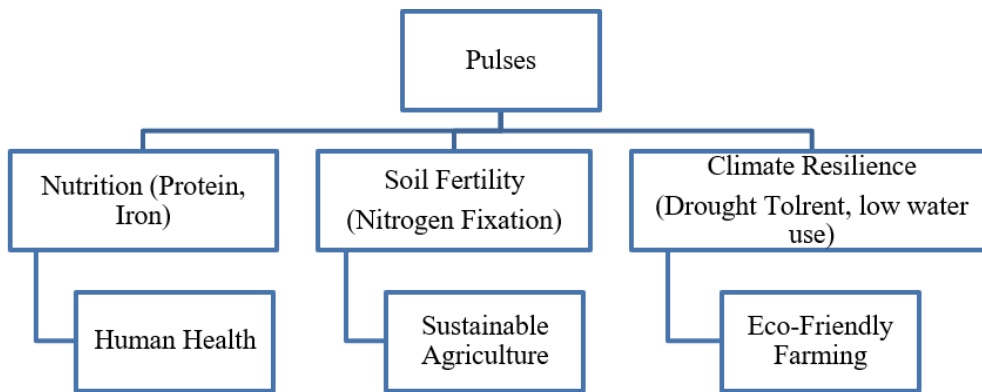 Pulses
Nutrition (Protein,
Iron)
Soil Fertility
(Nitrogen Fixation)
Climate Resilience
(Drought Tolrent, low water
use)
Human Health
Sustainable
Agriculture
Eco-Friendly
Farming